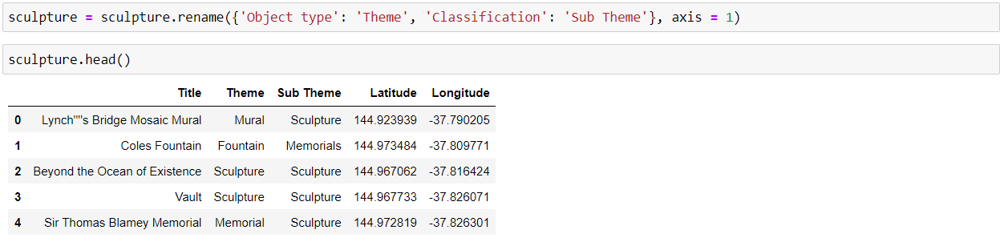 sculpture = sculpture.rename({'Object type': 'Theme', 'Classification': 'Sub Theme'}, axis = 1)
sculpture.head()
Title Theme Sub Theme Latitude Longitude
0 Lynch""s Bridge Mosaic Mural Mural Sculpture 144.923939 -37.790205
1 Coles Fountain Fountain Memorials 144.973484 -37.809771
2 Beyond the Ocean of Existence Sculpture Sculpture 144.967062 -37.816424
3 Vault Sculpture Sculpture 144.967733 -37.826071
4 Sir Thomas Blamey Memorial Memorial Sculpture 144.972819 -37.826301